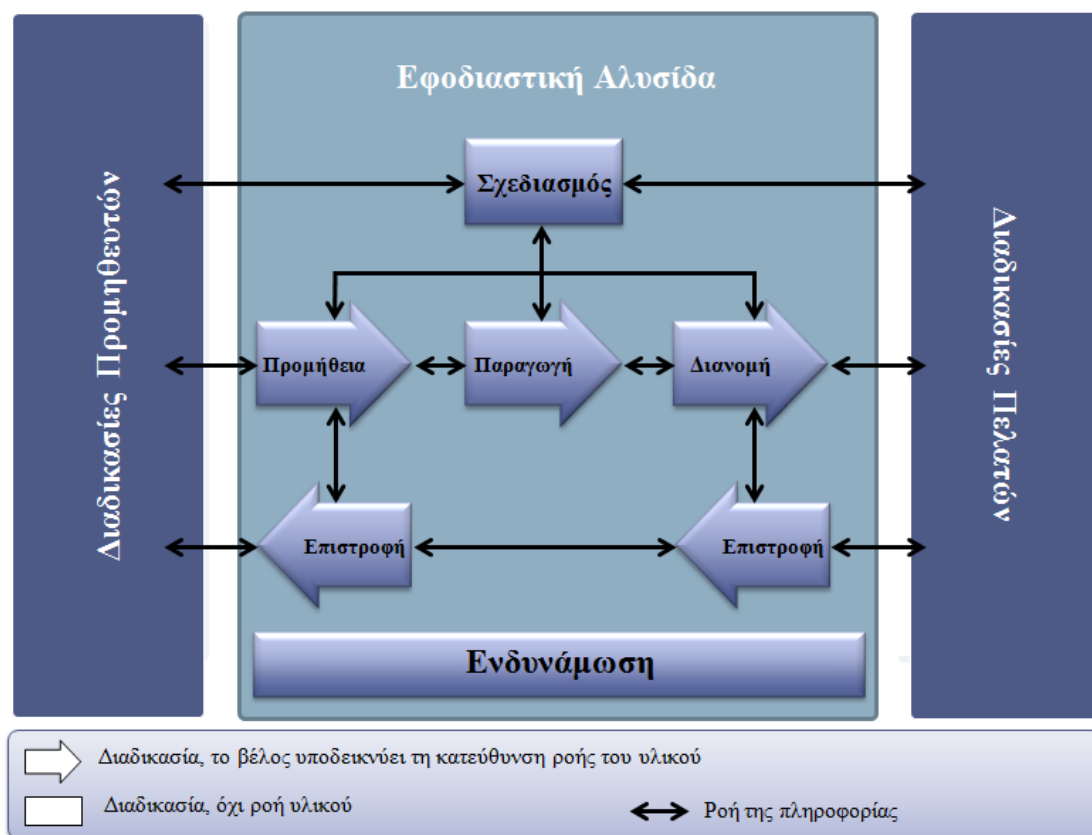 Διαδικασίες Προμηθευτών
Εφοδιαστική Αλυσίδα
Σχεδιασμός
Προμήθεια
Παραγωγή
Διανομή
Επιστροφή
Επιστροφή
Ενδυνάμωση
Διαδικασίες Πελατών
Διαδικασία, το βέλος υποδεικνύει τη κατεύθυνση ροής του υλικού
Διαδικασία, όχι ροή υλικού
Ροή της πληροφορίας